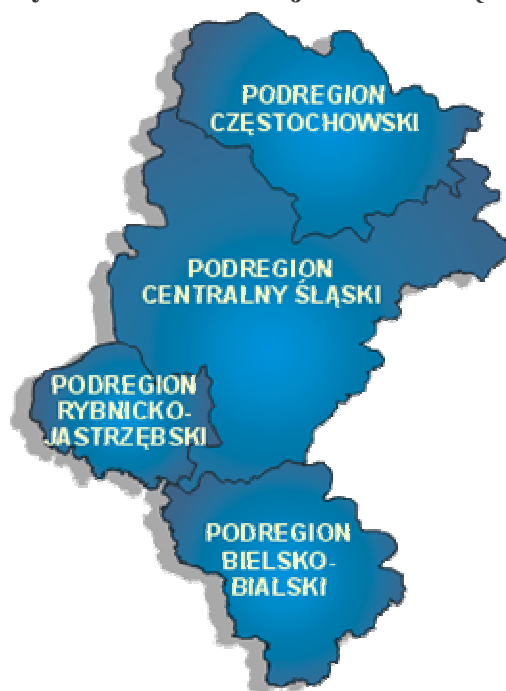 PODREGION
CZĘSTOCHOWSKI
PODREGION
CENTRALNY ŚLĄSKI
PODREGION
RYBNICKO-
JASTRZĘBSKI
PODREGION
BIELSKO-
BIALSKI